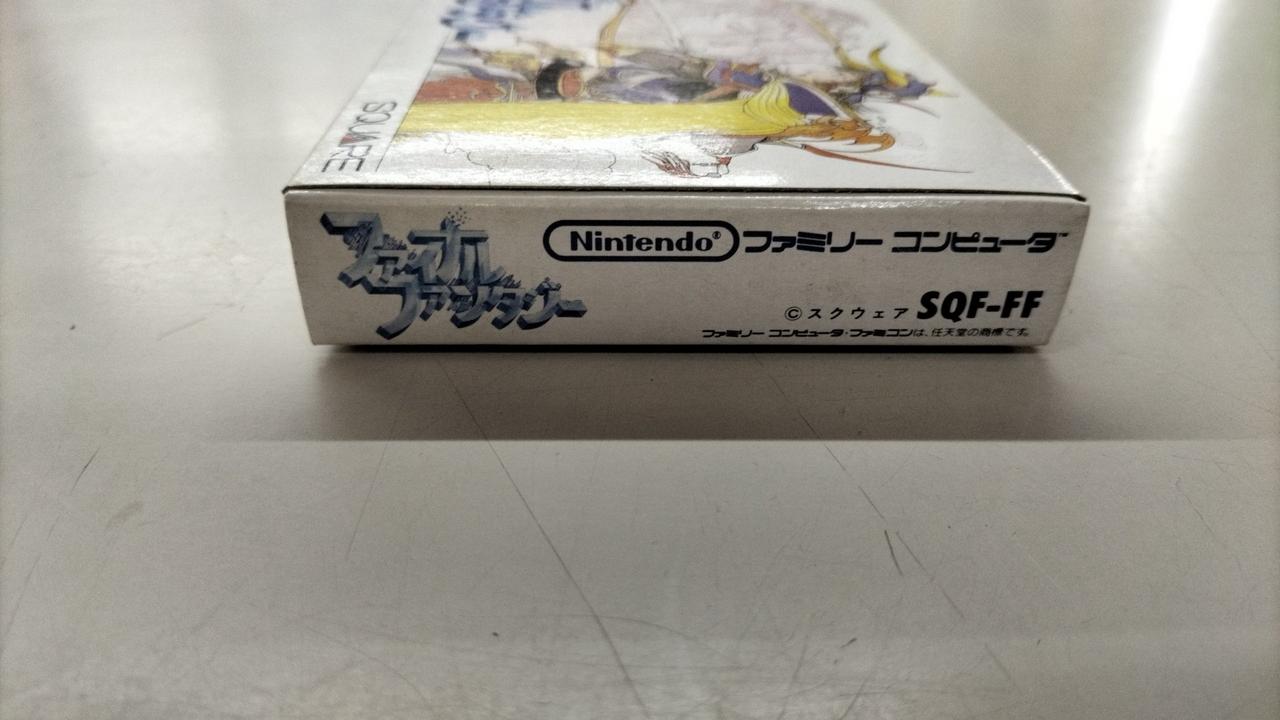 SQUARE
ファイナル
ファンタジー
Nintendo® ファミリー コンピュータ™
©スクウェア SQF-FF
ファミリー コンピュータ・ファミコンは、任天堂の商標です。